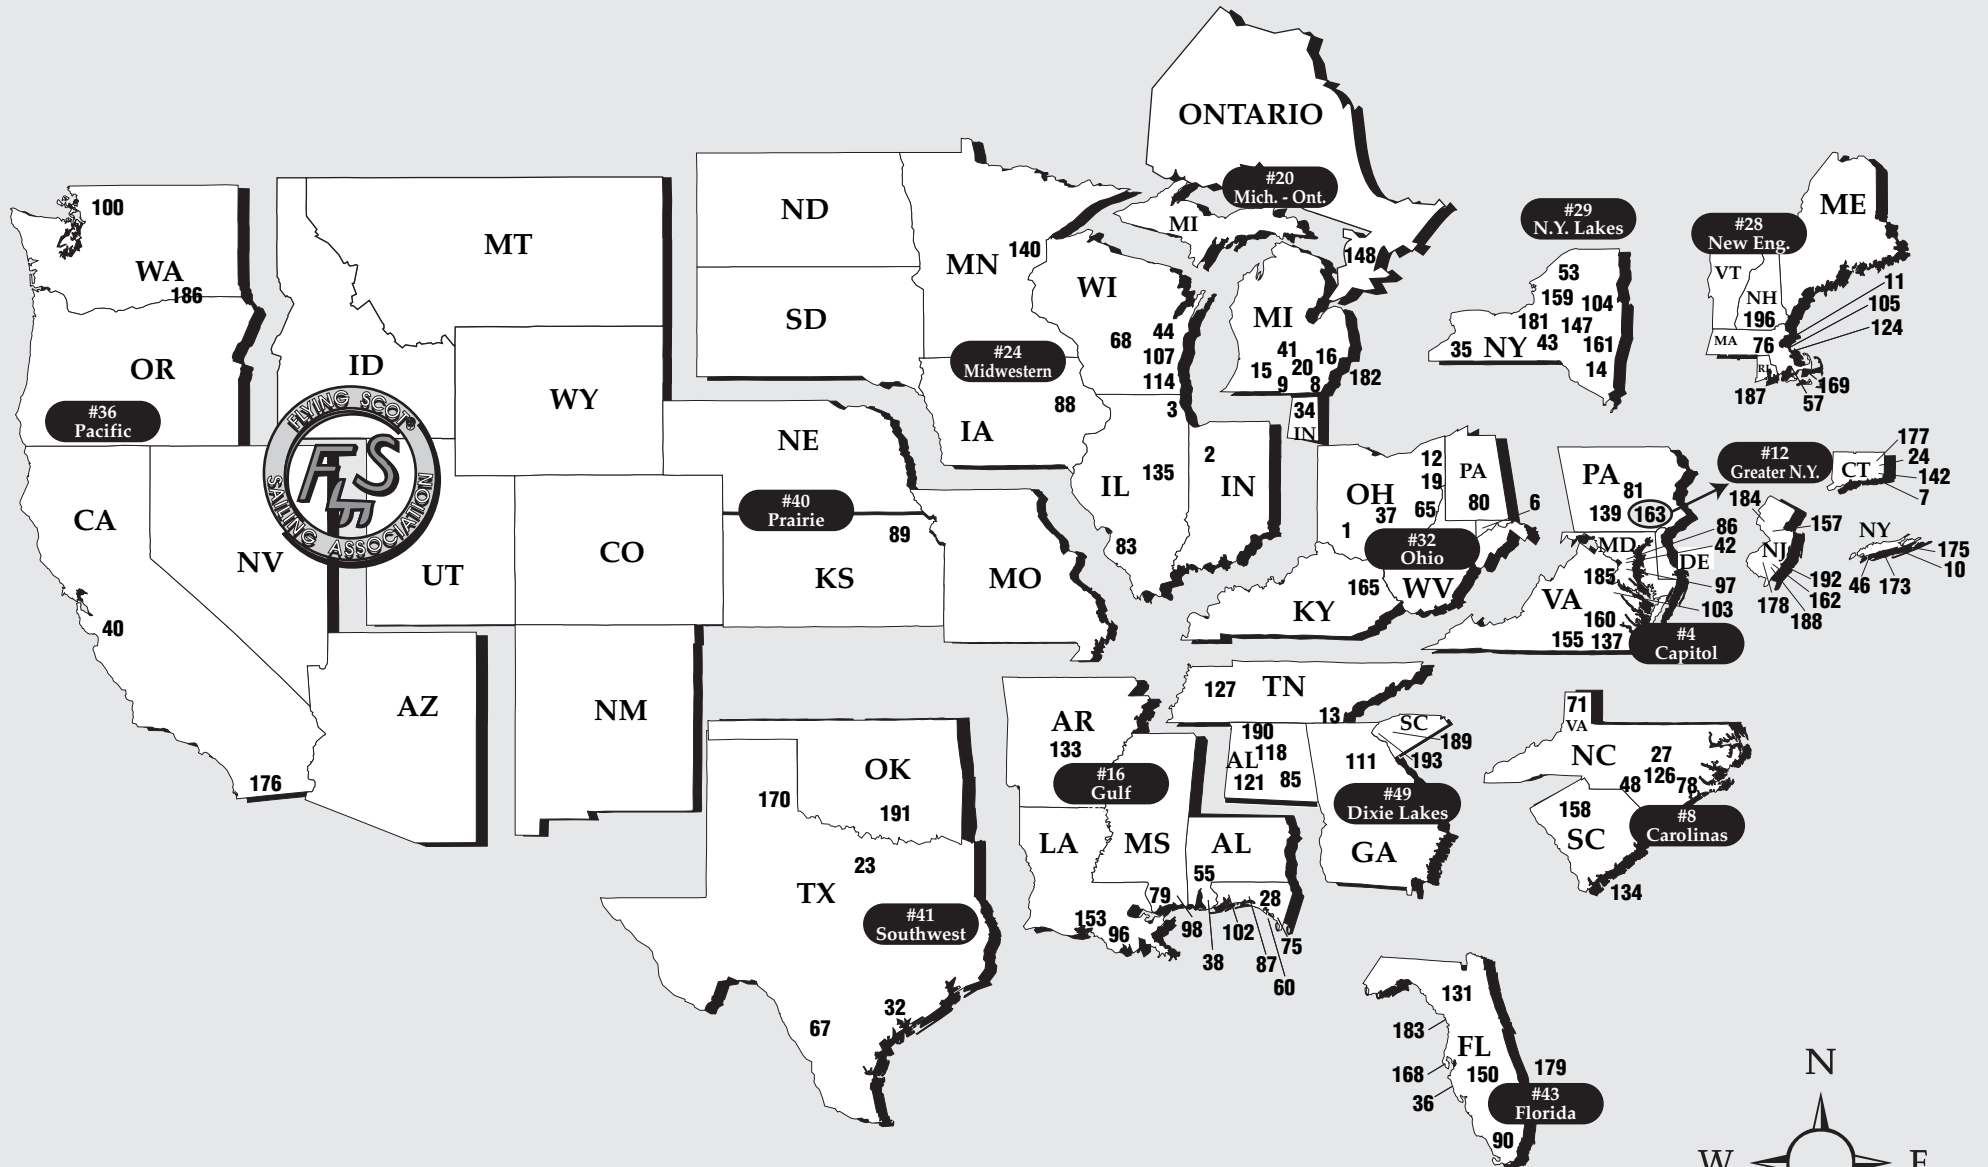 100
WA
186
OR
#36
Pacific
CA
40
176
NV
ID
MT
WY
UT
CO
AZ
NM
FLYING SCOT®
FSSA
SAILING ASSOCIATION
ND
SD
NE
#40
Prairie
89
KS
MN
140
#24
Midwestern
88
IA
MO
WI
68
44
107
114
3
IL
135
83
2
IN
ONTARIO
#20
Mich. - Ont.
MI
148
MI
41
16
15
20
9
8
182
34
IN
12
19
OH
37
65
1
PA
80
6
#32
Ohio
WV
165
KY
#29
N.Y. Lakes
53
159
104
181
147
35
NY
43
161
14
#28
New Eng.
ME
VT
NH
196
MA
76
RI
11
105
124
187
57
169
PA
81
139
163
#12
Greater N.Y.
184
CT
177
24
142
7
MD
86
42
DE
185
97
VA
103
160
155
137
#4
Capitol
157
NJ
192
162
178
188
NY
175
10
46
173
170
OK
191
23
TX
#41
Southwest
32
67
AR
133
#16
Gulf
LA
MS
AL
55
79
28
153
96
98
38
102
87
75
60
127
TN
13
190
AL
118
121
85
SC
189
193
111
#49
Dixie Lakes
GA
71
VA
NC
27
48
126
78
158
SC
#8
Carolinas
134
131
183
FL
168
150
179
36
#43
Florida
90
N
W
E